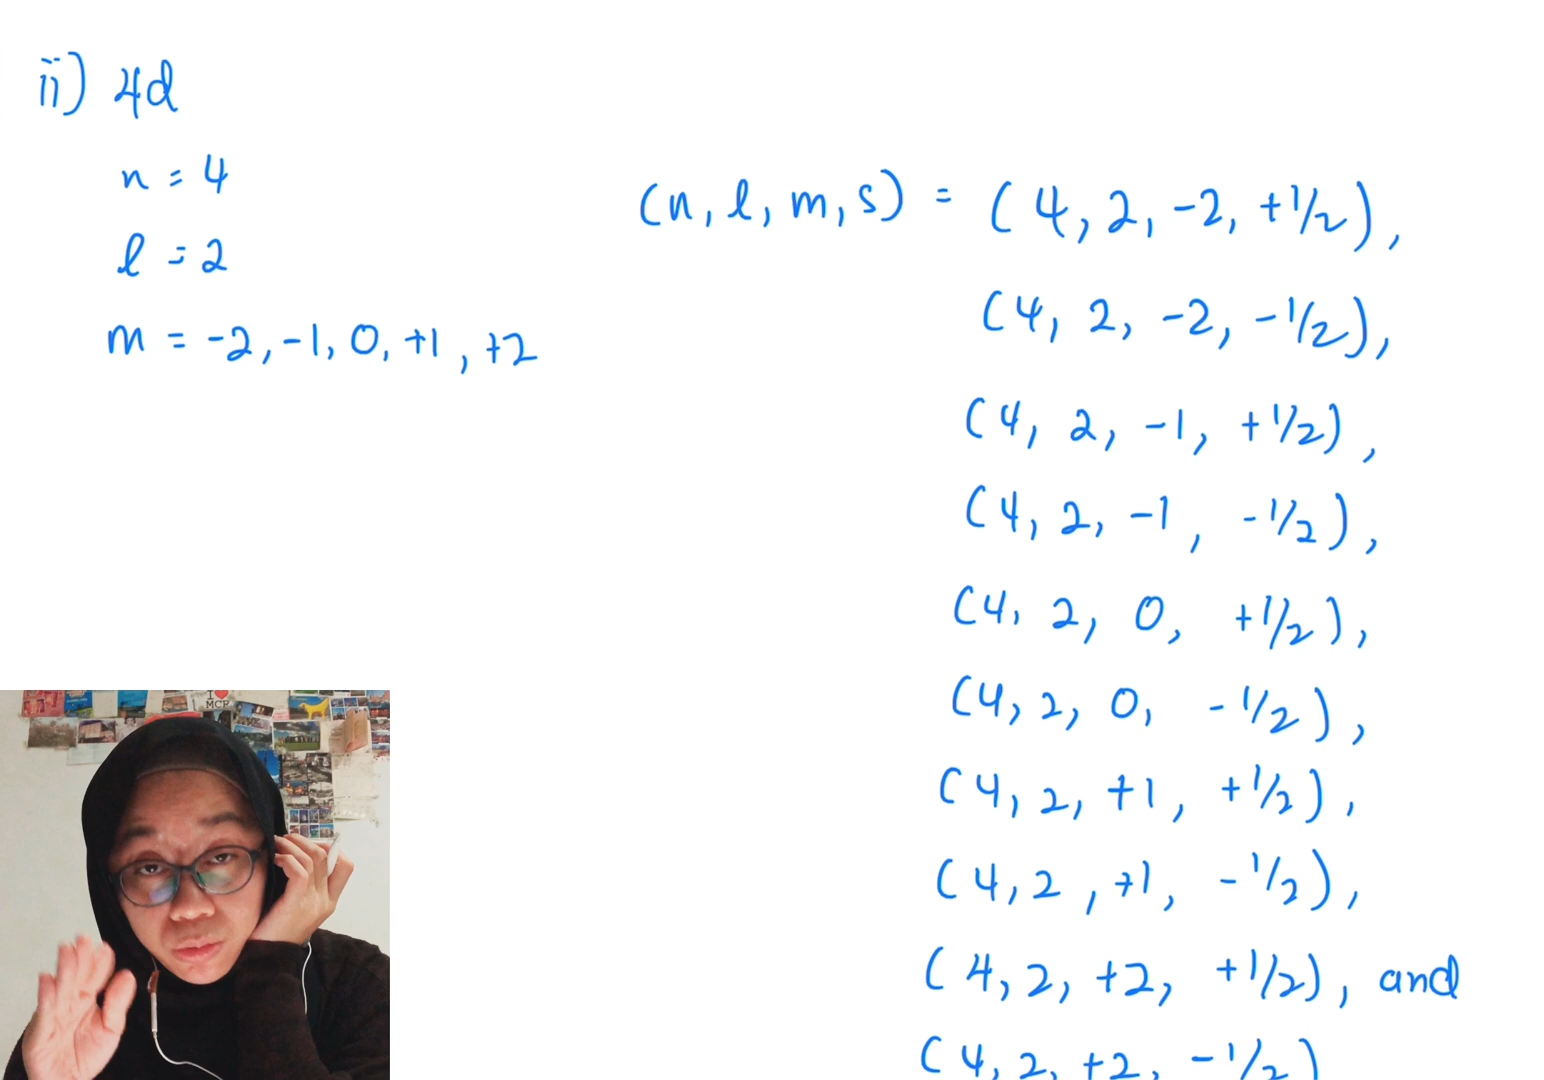 ii) 4d
n = 4
l = 2
m = -2, -1, 0, +1, +2
(n, l, m, s) = (4, 2, -2, +1/2),
(4, 2, -2, -1/2),
(4, 2, -1, +1/2),
(4, 2, -1, -1/2),
(4, 2, 0, +1/2),
(4, 2, 0, -1/2),
(4, 2, +1, +1/2),
(4, 2, +1, -1/2),
(4, 2, +2, +1/2), and
(4, 2, +2, -1/2)
I ❤ MCR